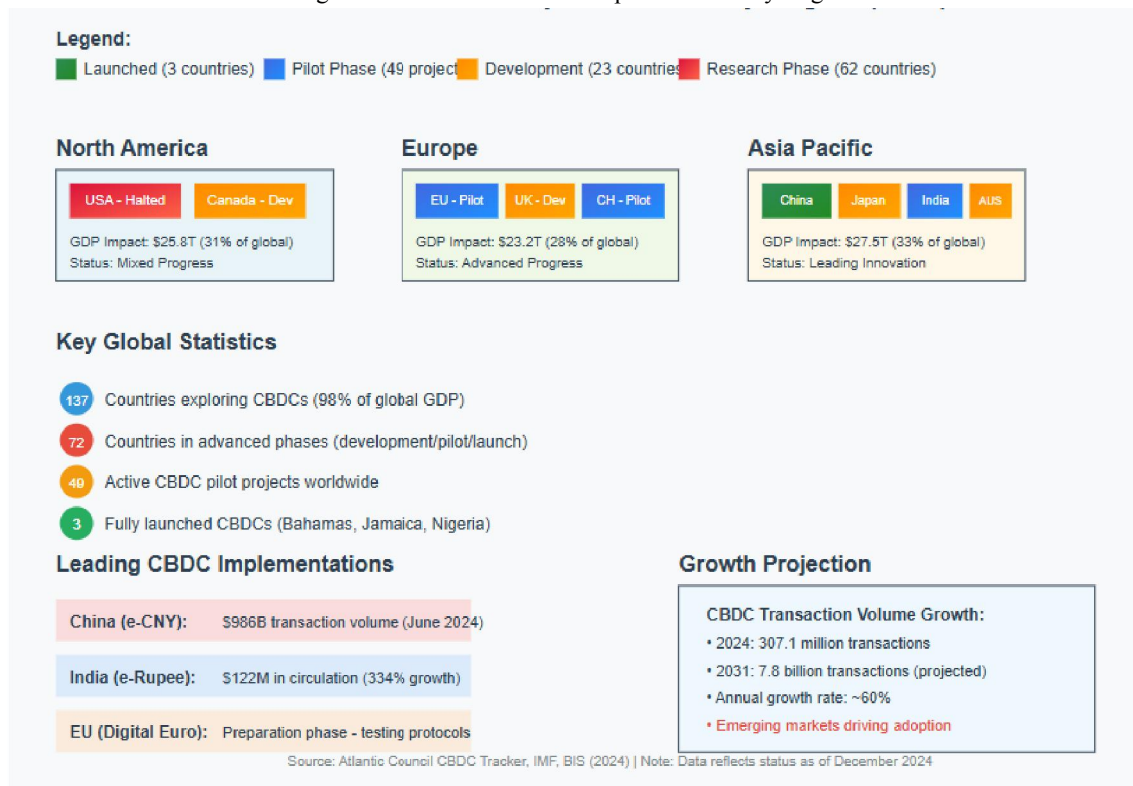 Legend:
Launched (3 countries) Pilot Phase (49 project Development (23 countries Research Phase (62 countries)
North America Europe Asia Pacific
USA - Halted Canada - Dev EU - Pilot UK - Dev CH - Pilot China Japan India AUS
GDP Impact: $25.8T (31% of global) GDP Impact: $23.2T (28% of global) GDP Impact: $27.5T (33% of global)
Status: Mixed Progress Status: Advanced Progress Status: Leading Innovation
Key Global Statistics
137 Countries exploring CBDCs (98% of global GDP)
72 Countries in advanced phases (development/pilot/launch)
49 Active CBDC pilot projects worldwide
3 Fully launched CBDCs (Bahamas, Jamaica, Nigeria)
Leading CBDC Implementations
China (e-CNY): $986B transaction volume (June 2024)
India (e-Rupee): $122M in circulation (334% growth)
EU (Digital Euro): Preparation phase - testing protocols
Growth Projection
CBDC Transaction Volume Growth:
• 2024: 307.1 million transactions
• 2031: 7.8 billion transactions (projected)
• Annual growth rate: ~60%
• Emerging markets driving adoption
Source: Atlantic Council CBDC Tracker, IMF, BIS (2024) | Note: Data reflects status as of December 2024